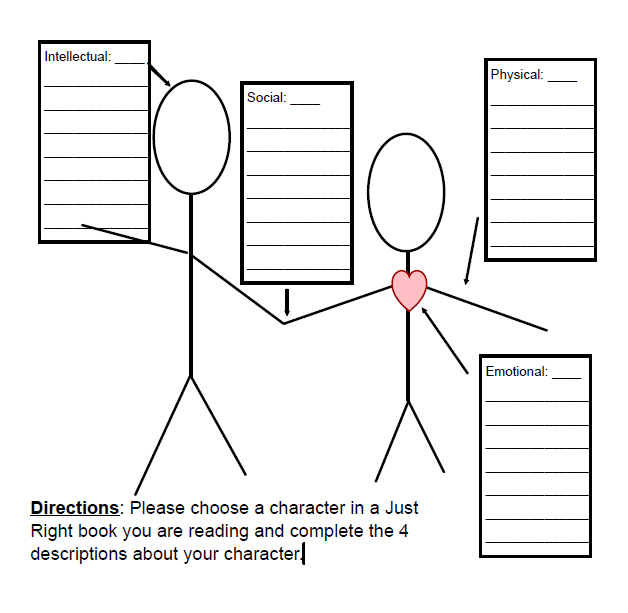 Intellectual: ____
Social: ____
Physical: ____
Emotional: ____
Directions: Please choose a character in a Just
Right book you are reading and complete the 4
descriptions about your character.